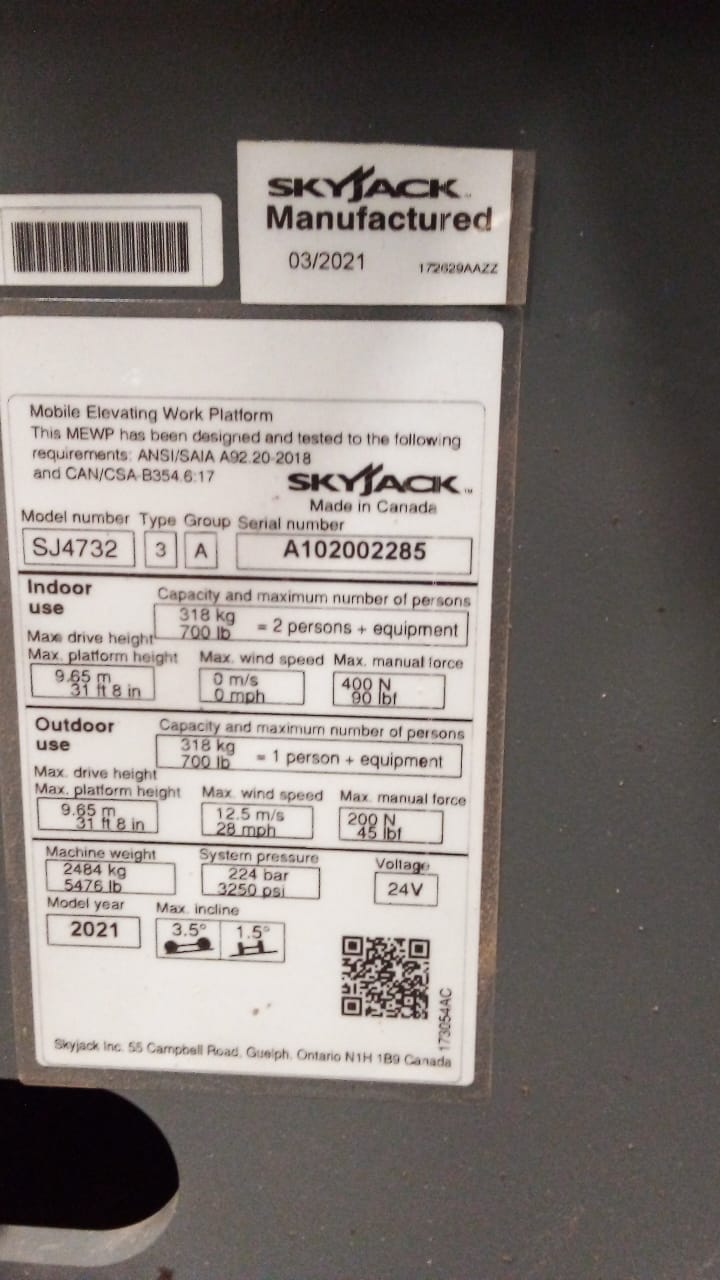 SKYJACK
Manufactured
03/2021 172629AAZZ
Mobile Elevating Work Platform
This MEWP has been designed and tested to the following
requirements: ANSI/SAIA A92.20-2018
and CAN/CSA-B354.6:17
SKYJACK™
Made in Canada
Model number Type Group Serial number
SJ4732 3 A A102002285
Indoor use
Capacity and maximum number of persons
318 kg
700 lb = 2 persons + equipment
Max. drive height
Max. platform height Max. wind speed Max. manual force
9.65 m 0 m/s 400 N
31 ft 8 in 0 mph 90 lbf
Outdoor use
Capacity and maximum number of persons
318 kg
700 lb = 1 person + equipment
Max. drive height
Max. platform height Max. wind speed Max. manual force
9.65 m 12.5 m/s 200 N
31 ft 8 in 28 mph 45 lbf
Machine weight System pressure Voltage
2484 kg 224 bar 24V
5476 lb 3250 psi
Model year Max. incline
2021 3.5° 1.5°
173054AC
Skyjack Inc. 55 Campbell Road, Guelph, Ontario N1H 1B9 Canada